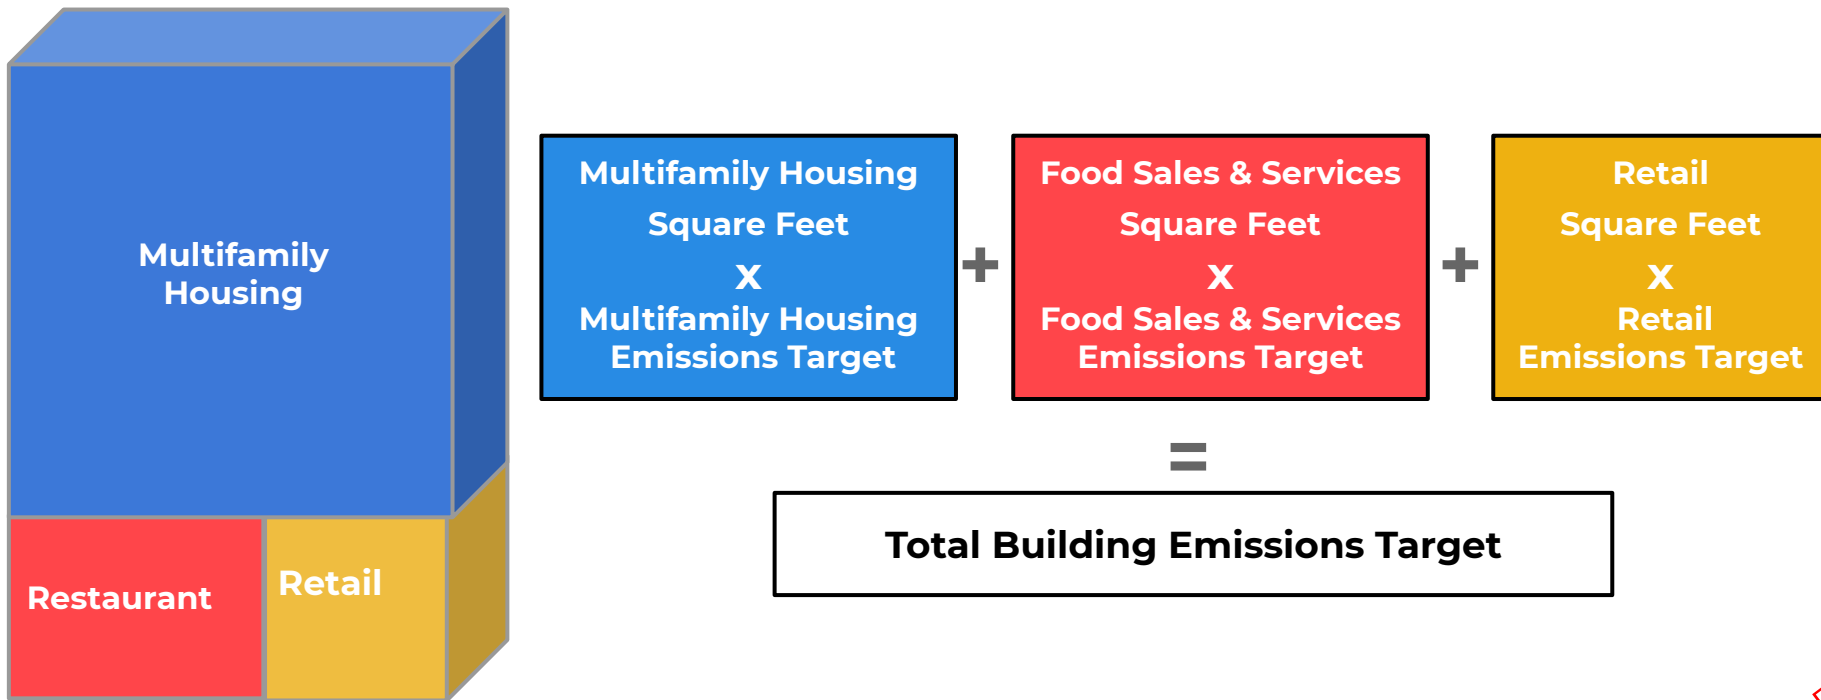 Multifamily
Housing
Restaurant
Retail
Multifamily Housing
Square Feet
x
Multifamily Housing
Emissions Target
+
Food Sales & Services
Square Feet
x
Food Sales & Services
Emissions Target
+
Retail
Square Feet
x
Retail
Emissions Target
=
Total Building Emissions Target